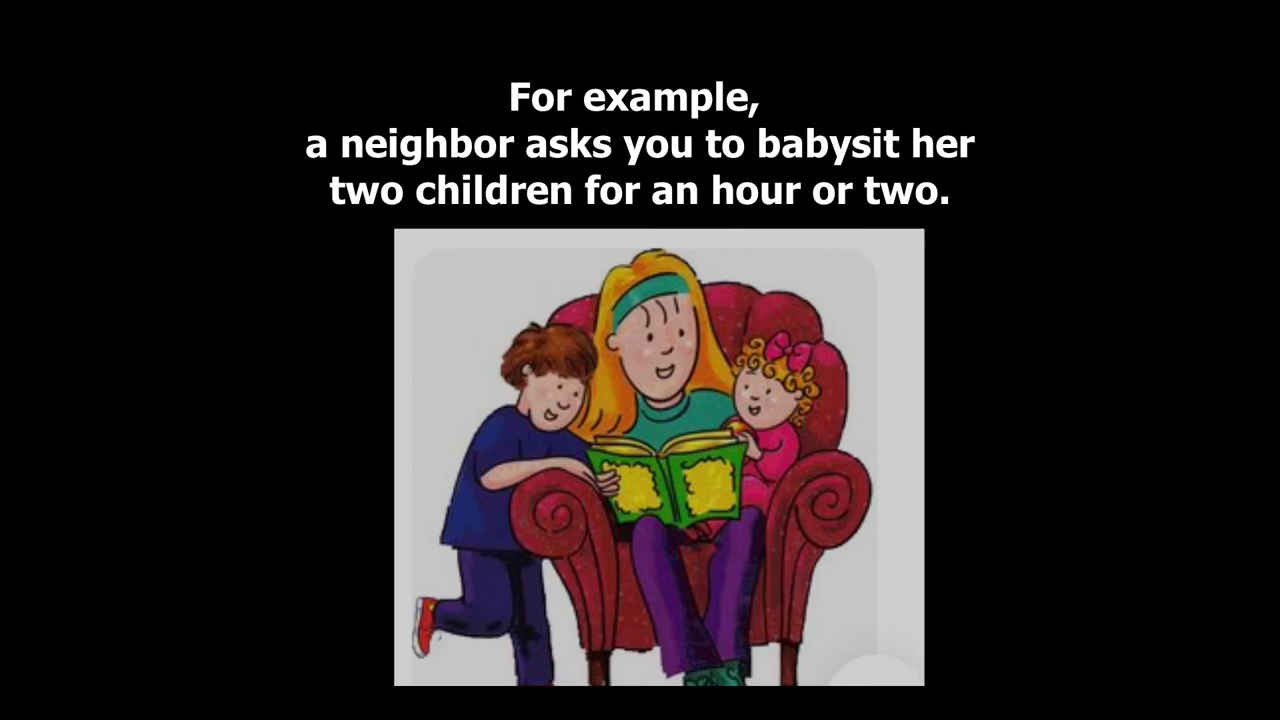 For example,
a neighbor asks you to babysit her
two children for an hour or two.